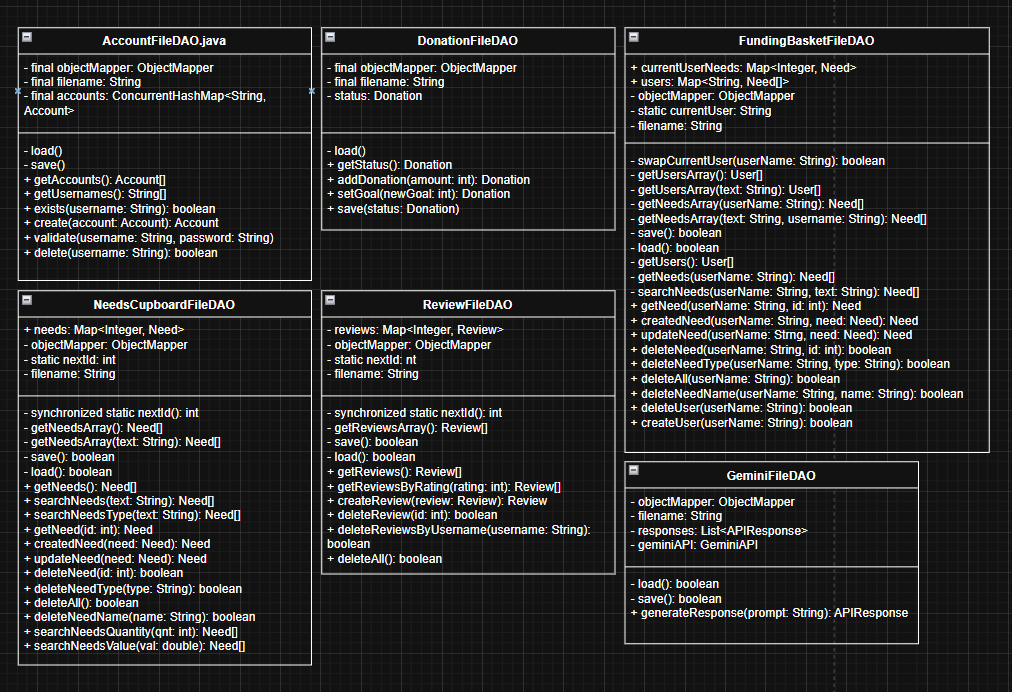 AccountFileDAO.java
- final objectMapper: ObjectMapper
- final filename: String
- final accounts: ConcurrentHashMap<String,
Account>
- load()
- save()
+ getAccounts(): Account[]
+ getUsernames(): String[]
+ exists(username: String): boolean
+ create(account: Account): Account
+ validate(username: String, password: String)
+ delete(username: String): boolean
DonationFileDAO
- final objectMapper: ObjectMapper
- final filename: String
- status: Donation
- load()
+ getStatus(): Donation
+ addDonation(amount: int): Donation
+ setGoal(newGoal: int): Donation
+ save(status: Donation)
FundingBasketFileDAO
+ currentUserNeeds: Map<Integer, Need>
+ users: Map<String, Need[]>
- objectMapper: ObjectMapper
- static currentUser: String
- filename: String
- swapCurrentUser(userName: String): boolean
- getUsersArray(): User[]
- getUsersArray(text: String): User[]
- getNeedsArray(userName: String): Need[]
- getNeedsArray(text: String, username: String): Need[]
- save(): boolean
- load(): boolean
- getUsers(): User[]
- getNeeds(userName: String): Need[]
- searchNeeds(userName: String, text: String): Need[]
+ getNeed(userName: String, id: int): Need
+ createdNeed(userName: String, need: Need): Need
+ updateNeed(userName: Strng, need: Need): Need
+ deleteNeed(userName: String, id: int): boolean
+ deleteNeedType(userName: String, type: String): boolean
+ deleteAll(userName: String): boolean
+ deleteNeedName(userName: String, name: String): boolean
+ deleteUser(userName: String): boolean
+ createUser(userName: String): boolean
NeedsCupboardFileDAO
+ needs: Map<Integer, Need>
- objectMapper: ObjectMapper
- static nextId: int
- filename: String
- synchronized static nextId(): int
- getNeedsArray(): Need[]
- getNeedsArray(text: String): Need[]
- save(): boolean
- load(): boolean
+ getNeeds(): Need[]
+ searchNeeds(text: String): Need[]
+ searchNeedsType(text: String): Need[]
+ getNeed(id: int): Need
+ createdNeed(need: Need): Need
+ updateNeed(need: Need): Need
+ deleteNeed(id: int): boolean
+ deleteNeedType(type: String): boolean
+ deleteAll(): boolean
+ deleteNeedName(name: String): boolean
+ searchNeedsQuantity(qnt: int): Need[]
+ searchNeedsValue(val: double): Need[]
ReviewFileDAO
- reviews: Map<Integer, Review>
- objectMapper: ObjectMapper
- static nextId: nt
- filename: String
- synchronized static nextId(): int
- getReviewsArray(): Review[]
- save(): boolean
- load(): boolean
+ getReviews(): Review[]
+ getReviewsByRating(rating: int): Review[]
+ createReview(review: Review): Review
+ deleteReview(id: int): boolean
+ deleteReviewsByUsername(username: String):
boolean
+ deleteAll(): boolean
GeminiFileDAO
- objectMapper: ObjectMapper
- filename: String
- responses: List<APIResponse>
- geminiAPI: GeminiAPI
- load(): boolean
- save(): boolean
+ generateResponse(prompt: String): APIResponse